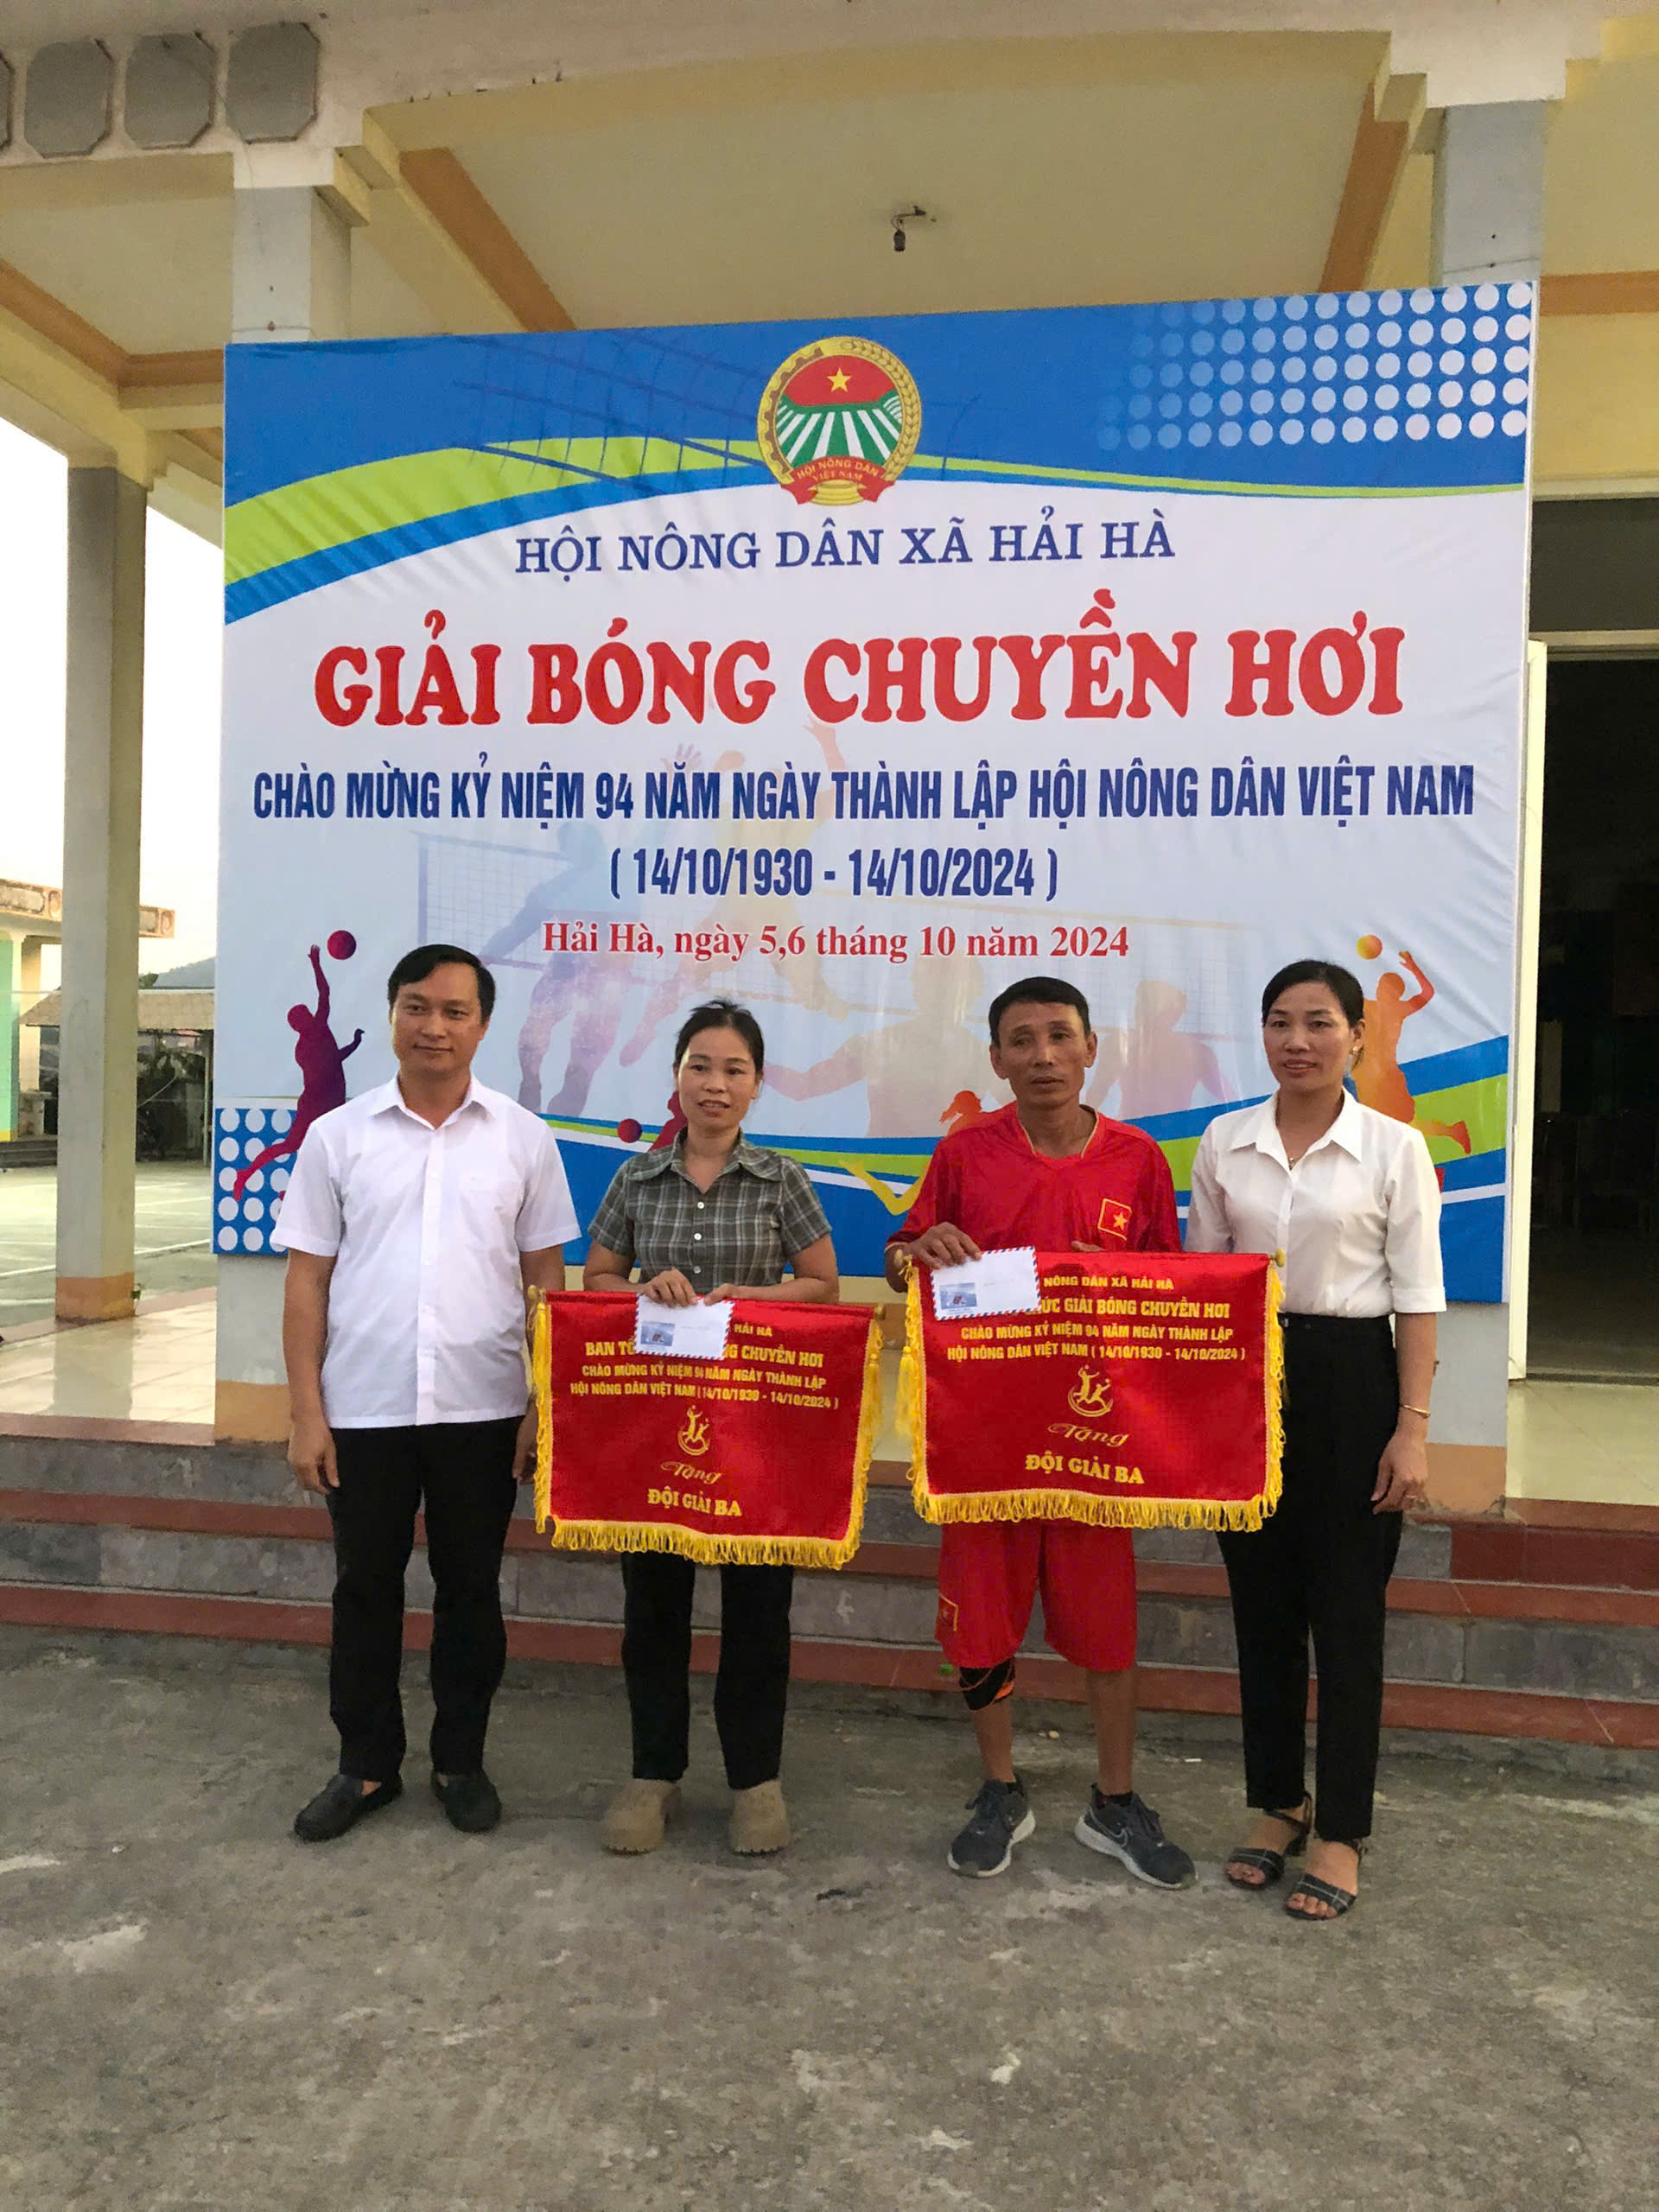 HỘI NÔNG DÂN
VIỆT NAM
HỘI NÔNG DÂN XÃ HẢI HÀ
GIẢI BÓNG CHUYỀN HƠI
CHÀO MỪNG KỶ NIỆM 94 NĂM NGÀY THÀNH LẬP HỘI NÔNG DÂN VIỆT NAM
( 14/10/1930 - 14/10/2024 )
Hải Hà, ngày 5,6 tháng 10 năm 2024
HẢI HÀ
BAN CHUYỀN HƠI
CHÀO MỪNG KỶ NIỆM 94 NĂM NGÀY THÀNH LẬP
HỘI NÔNG DÂN VIỆT NAM (14/10/1930 - 14/10/2024 )
Tặng
ĐỘI GIẢI BA
NÔNG DÂN XÃ HẢI HÀ
GIẢI BÓNG CHUYỀN HƠI
CHÀO MỪNG KỶ NIỆM 94 NĂM NGÀY THÀNH LẬP
HỘI NÔNG DÂN VIỆT NAM ( 14/10/1930 - 14/10/2024 )
Tặng
ĐỘI GIẢI BA